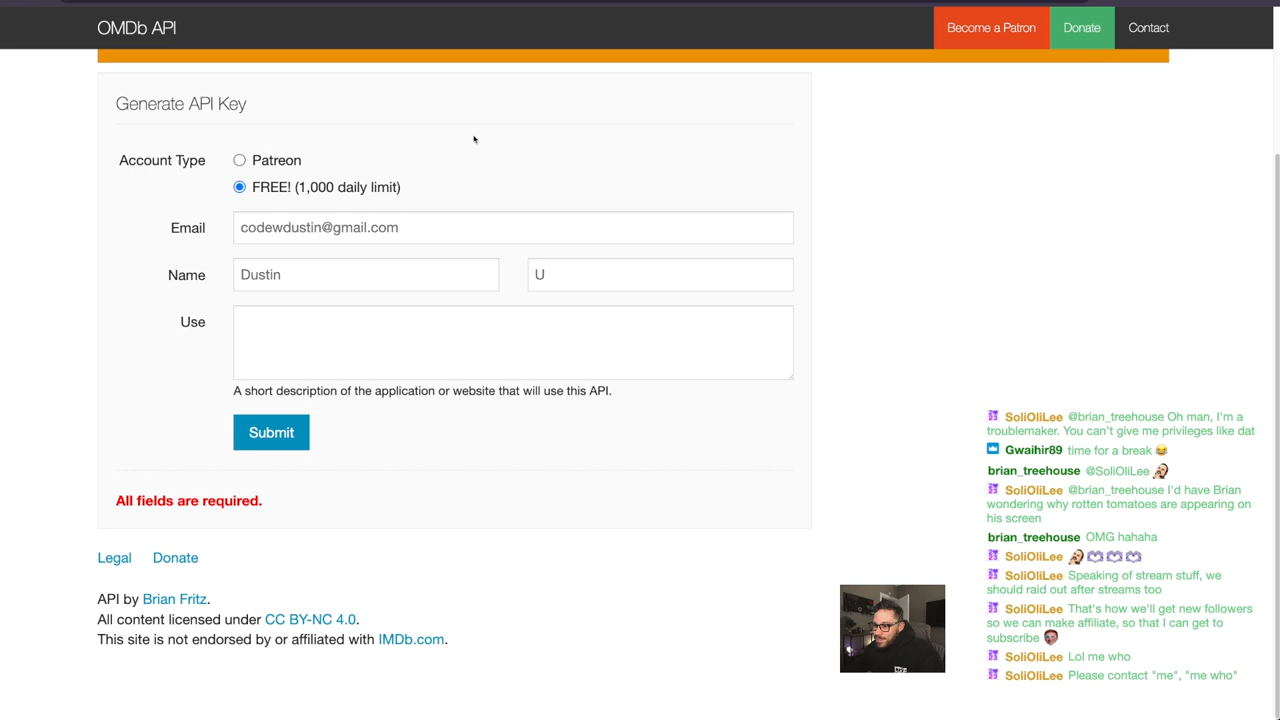 OMDb API
Become a Patron
Donate
Contact
Generate API Key
Account Type
Patreon
FREE! (1,000 daily limit)
Email
codewdustin@gmail.com
Name
Dustin
U
Use
A short description of the application or website that will use this API.
Submit
All fields are required.
Legal
Donate
API by Brian Fritz.
All content licensed under CC BY-NC 4.0.
This site is not endorsed by or affiliated with IMDb.com.
SoliOliLee @brian_treehouse Oh man, I'm a
troublemaker. You can't give me privileges like dat
Gwaihir89 time for a break 😂
brian_treehouse @SoliOliLee
SoliOliLee @brian_treehouse I'd have Brian
wondering why rotten tomatoes are appearing on
his screen
brian_treehouse OMG hahaha
SoliOliLee
SoliOliLee Speaking of stream stuff, we
should raid out after streams too
SoliOliLee That's how we'll get new followers
so we can make affiliate, so that I can get to
subscribe
SoliOliLee Lol me who
SoliOliLee Please contact "me", "me who"